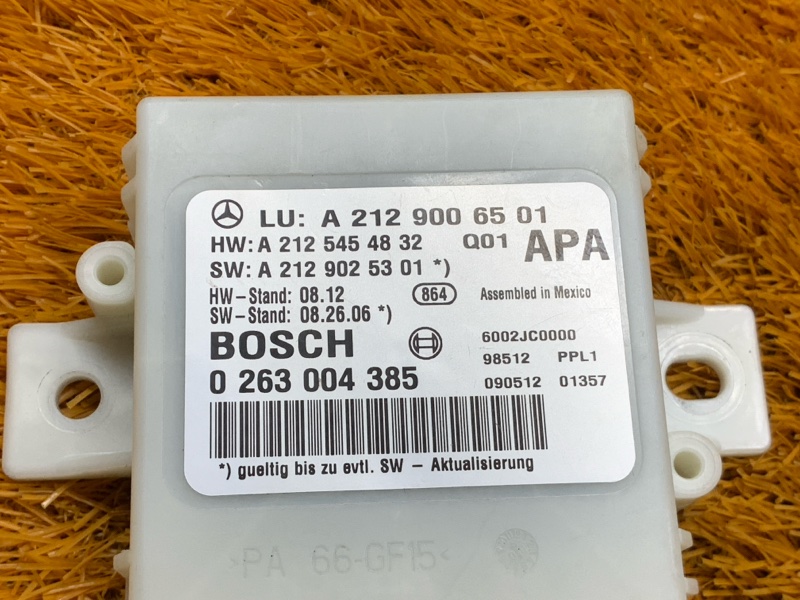 LU: A 212 900 65 01
HW: A 212 545 48 32 Q01 APA
SW: A 212 902 53 01 *)
HW-Stand: 08.12 864 Assembled in Mexico
SW-Stand: 08.26.06 *)
BOSCH 6002JC0000
98512 PPL1
0 263 004 385 090512 01357
*) gueltig bis zu evtl. SW - Aktualisierung
>PA 66-GF15<